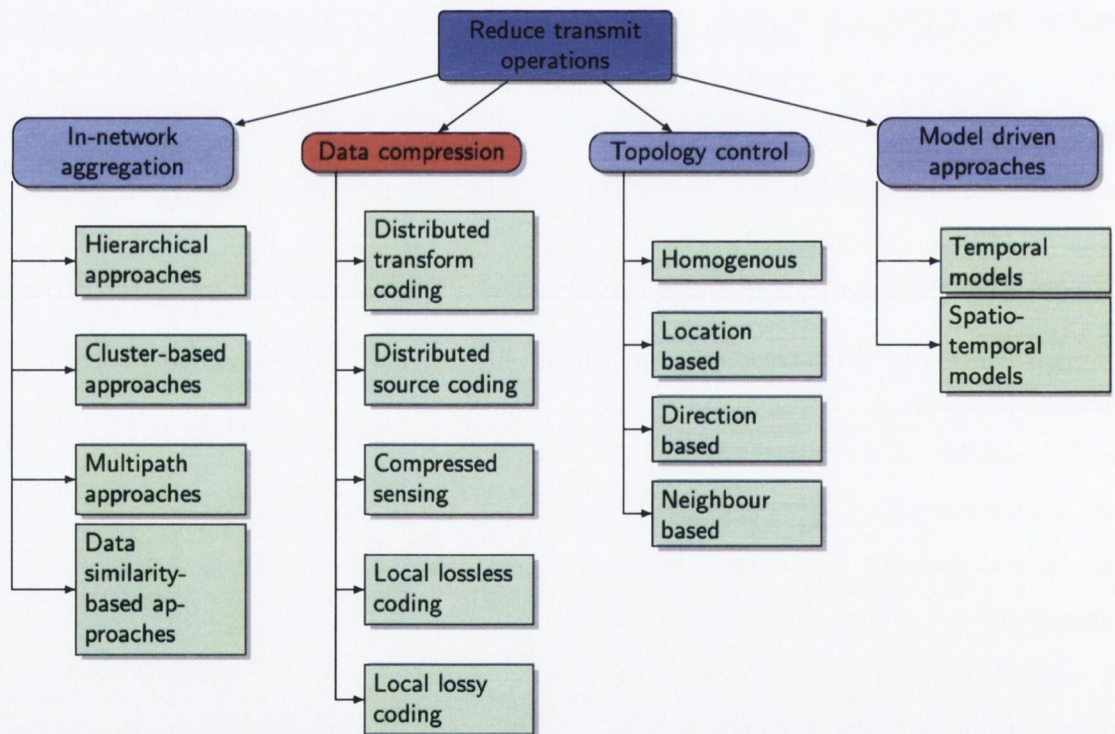 Reduce transmit
operations
In-network
aggregation
Data compression
Topology control
Model driven
approaches
Hierarchical
approaches
Cluster-based
approaches
Multipath
approaches
Data
similarity-
based ap-
proaches
Distributed
transform
coding
Distributed
source coding
Compressed
sensing
Local lossless
coding
Local lossy
coding
Homogenous
Location
based
Direction
based
Neighbour
based
Temporal
models
Spatio-
temporal
models